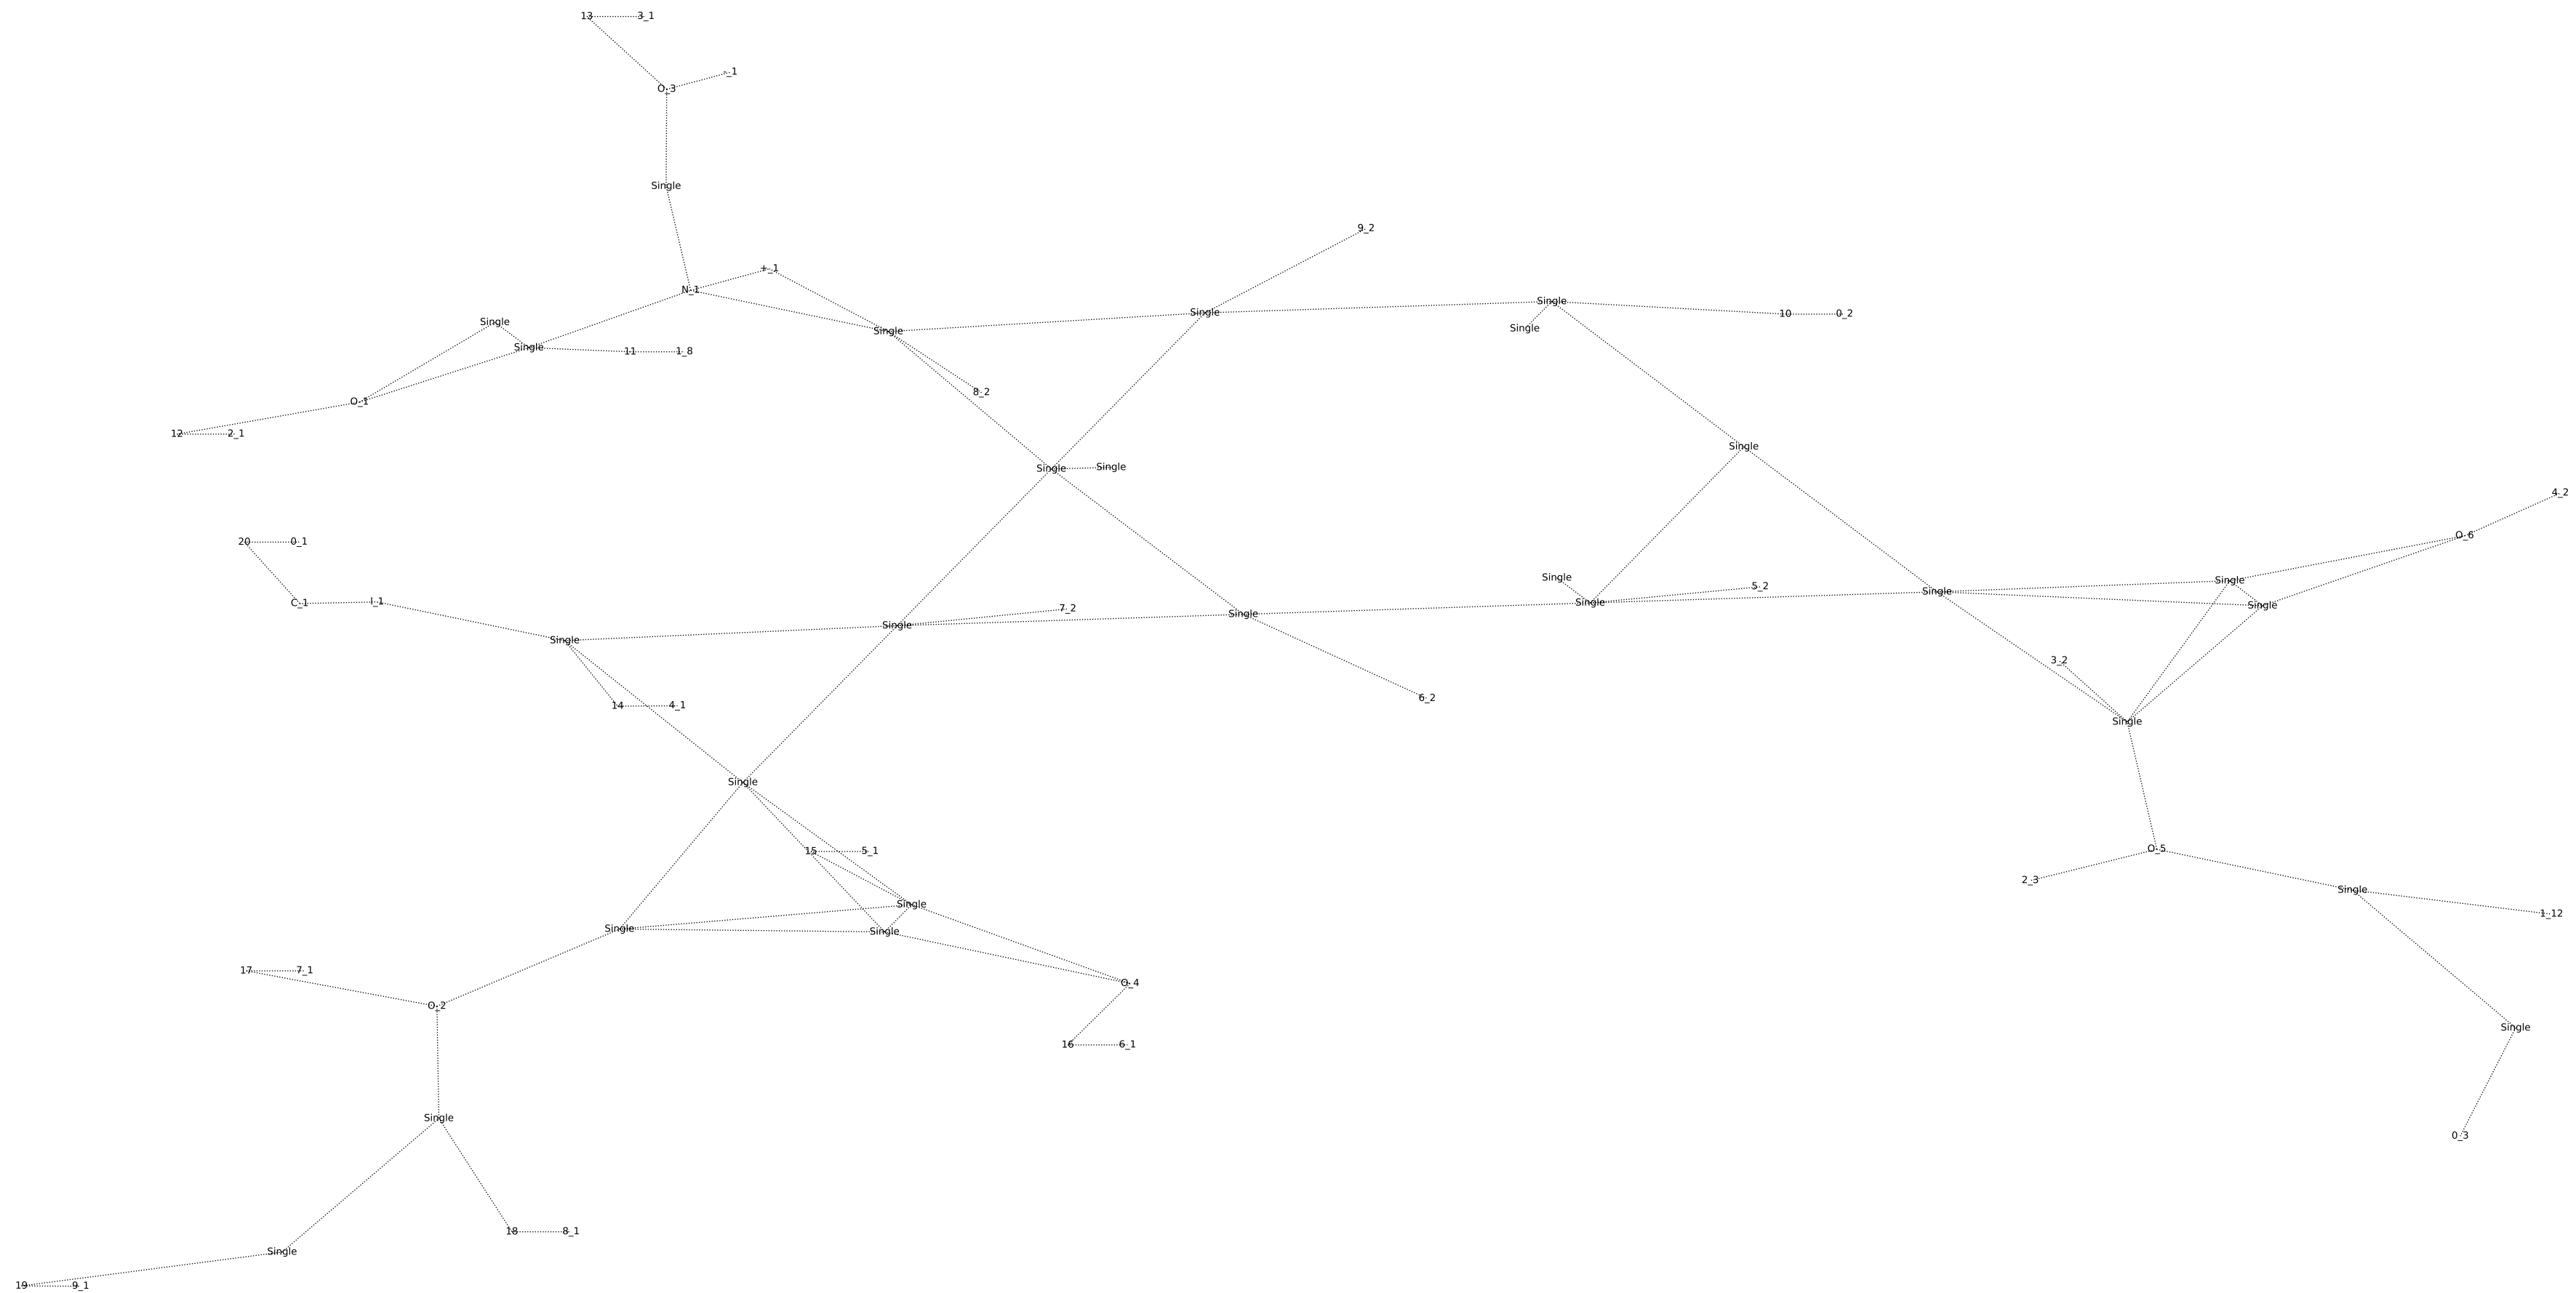 13 3_1
-_1
O_3
Single
9_2
+_1
N_1
Single
Single
10 0_2
Single
Single
Single
Single
11 1_8
8_2
O_1
12 2_1
Single
Single Single
4_2
O_6
20 0_1
Single
Single
5_2
Single
C_1 I_1
Single
Single
7_2
Single
Single
Single
3_2
6_2
14 4_1
Single
Single
O_5
15 5_1
2_3
Single
Single
1_12
Single
Single
17 7_1
O_4
O_2
Single
16 6_1
Single
0_3
18 8_1
Single
19 9_1